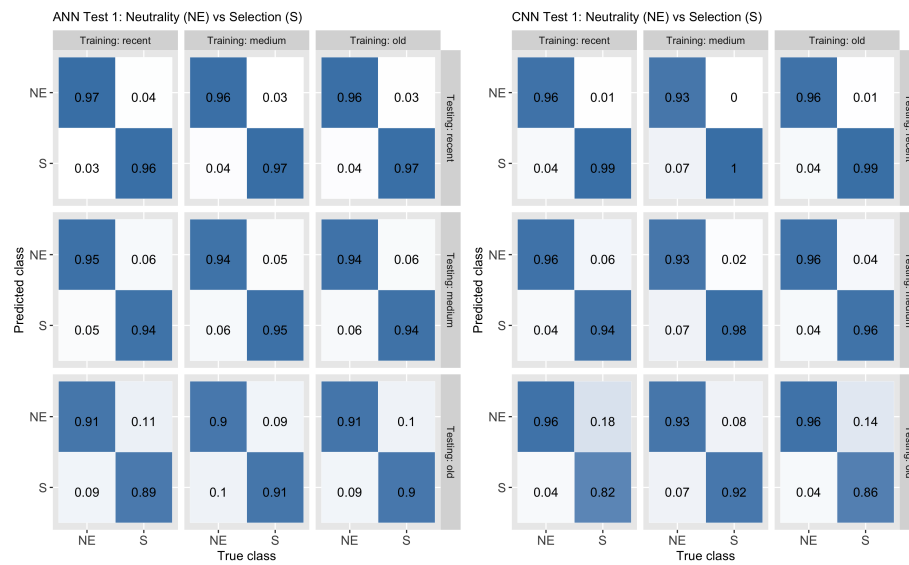 ANN Test 1: Neutrality (NE) vs Selection (S)
Training: recent Training: medium Training: old
NE 0.97 0.04 0.96 0.03 0.96 0.03
S 0.03 0.96 0.04 0.97 0.04 0.97
Testing: recent
NE 0.95 0.06 0.94 0.05 0.94 0.06
S 0.05 0.94 0.06 0.95 0.06 0.94
Testing: medium
NE 0.91 0.11 0.9 0.09 0.91 0.1
S 0.09 0.89 0.1 0.91 0.09 0.9
Testing: old
NE S NE S NE S
True class
Predicted class
CNN Test 1: Neutrality (NE) vs Selection (S)
Training: recent Training: medium Training: old
NE 0.96 0.01 0.93 0 0.96 0.01
S 0.04 0.99 0.07 1 0.04 0.99
Testing: recent
NE 0.96 0.06 0.93 0.02 0.96 0.04
S 0.04 0.94 0.07 0.98 0.04 0.96
Testing: medium
NE 0.96 0.18 0.93 0.08 0.96 0.14
S 0.04 0.82 0.07 0.92 0.04 0.86
Testing: old
NE S NE S NE S
True class
Predicted class